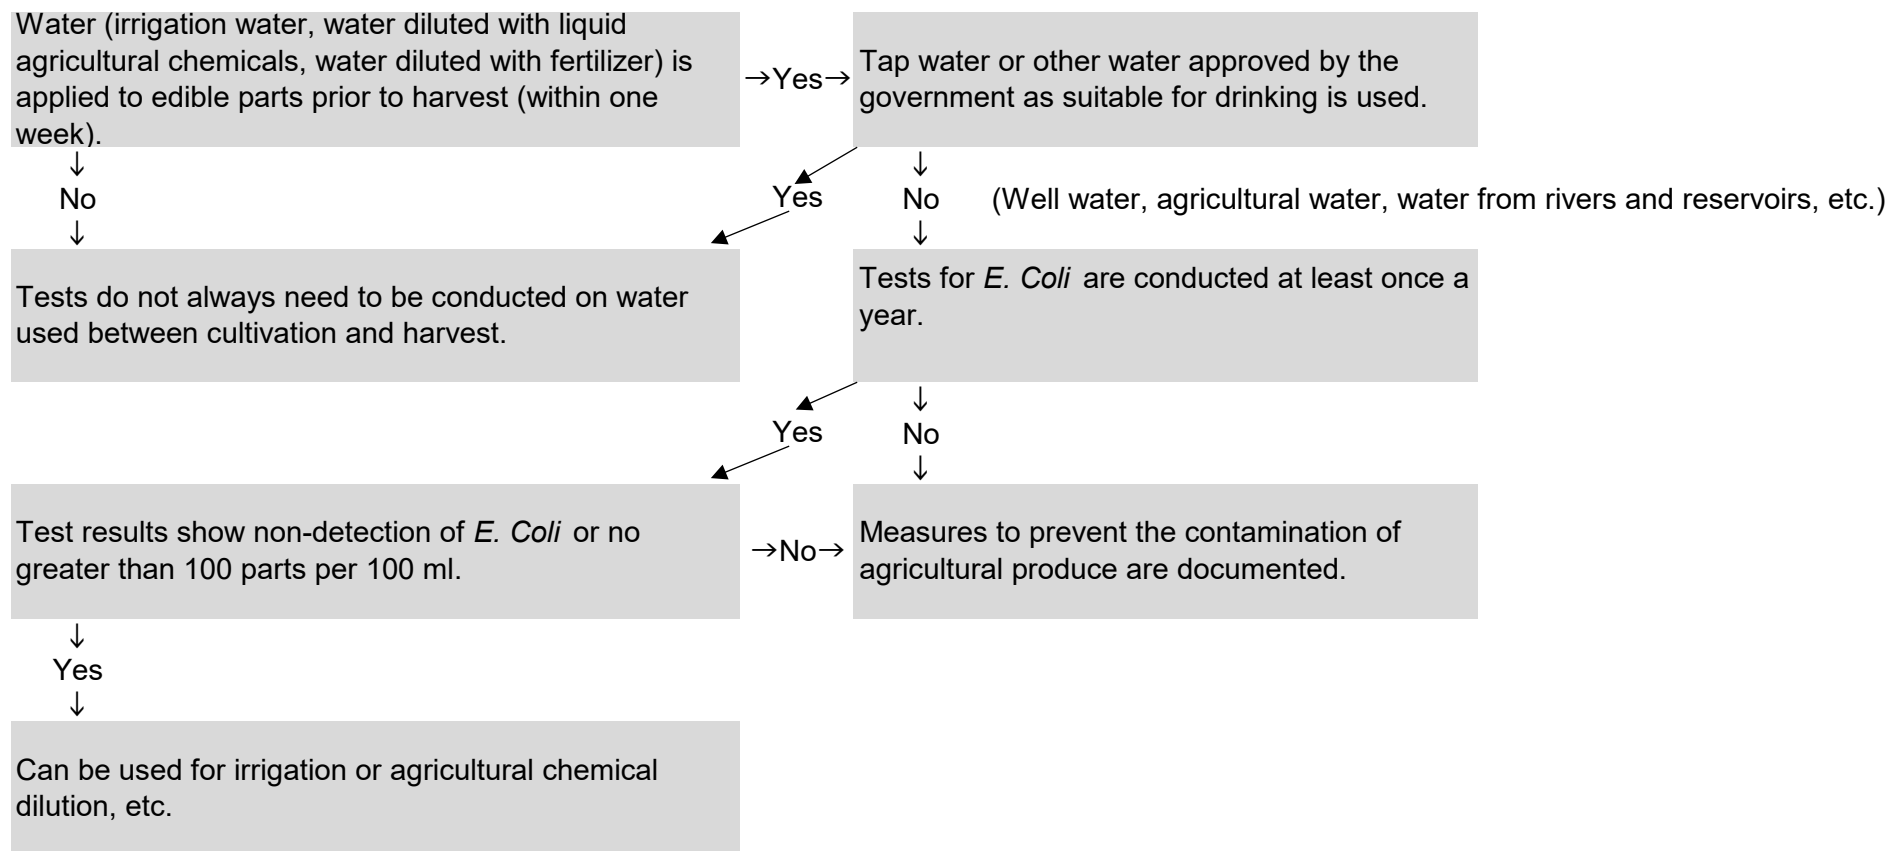 Water (irrigation water, water diluted with liquid
agricultural chemicals, water diluted with fertilizer) is
applied to edible parts prior to harvest (within one
week).
→Yes→
Tap water or other water approved by the
government as suitable for drinking is used.
↓
No
↓
Yes
↓
No
↓
(Well water, agricultural water, water from rivers and reservoirs, etc.)
Tests do not always need to be conducted on water
used between cultivation and harvest.
Tests for E. Coli are conducted at least once a
year.
Yes
↓
No
↓
Test results show non-detection of E. Coli or no
greater than 100 parts per 100 ml.
→No→
Measures to prevent the contamination of
agricultural produce are documented.
↓
Yes
↓
Can be used for irrigation or agricultural chemical
dilution, etc.